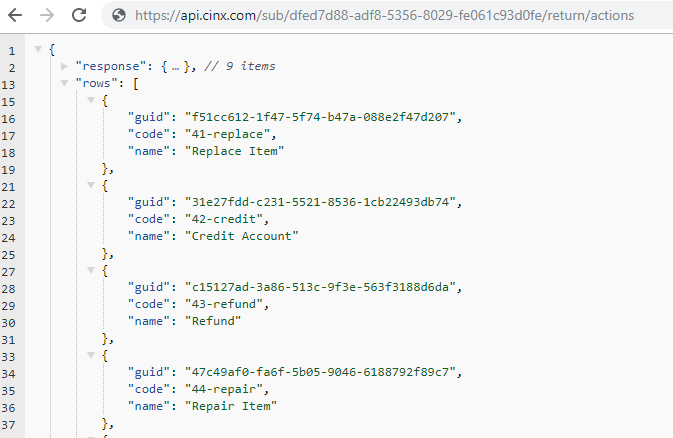 https://api.cinx.com/sub/dfed7d88-adf8-5356-8029-fe061c93d0fe/return/actions
1 {
2 "response": { … }, // 9 items
13 "rows": [
15 {
16 "guid": "f51cc612-1f47-5f74-b47a-088e2f47d207",
17 "code": "41-replace",
18 "name": "Replace Item"
19 },
21 {
22 "guid": "31e27fdd-c231-5521-8536-1cb22493db74",
23 "code": "42-credit",
24 "name": "Credit Account"
25 },
27 {
28 "guid": "c15127ad-3a86-513c-9f3e-563f3188d6da",
29 "code": "43-refund",
30 "name": "Refund"
31 },
33 {
34 "guid": "47c49af0-fa6f-5b05-9046-6188792f89c7",
35 "code": "44-repair",
36 "name": "Repair Item"
37 },